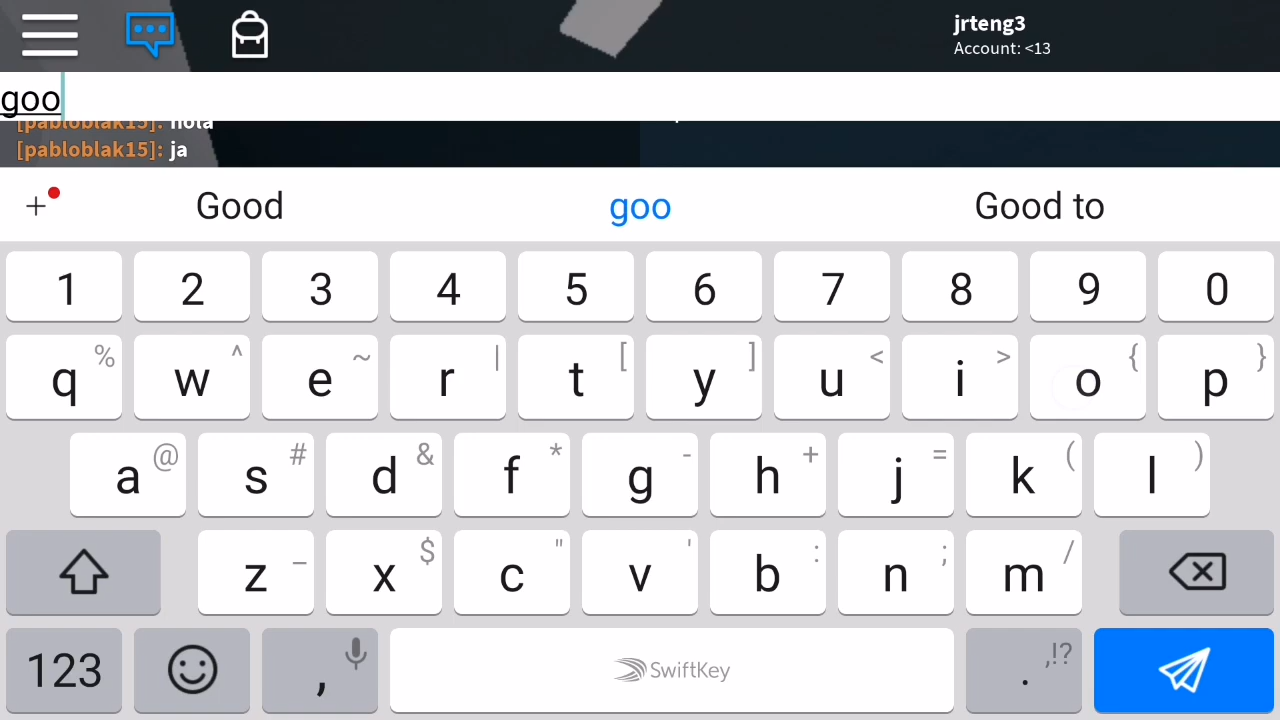 jrteng3
Account: <13
goo
[pabloblak15]: hola
[pabloblak15]: ja
+ Good goo Good to
1 2 3 4 5 6 7 8 9 0
q % w ^ e ~ r | t [ y ] u < i > o { p }
a @ s # d & f * g - h + j = k ( l )
z _ x $ c " v ' b : n ; m /
123 , SwiftKey . ,!?